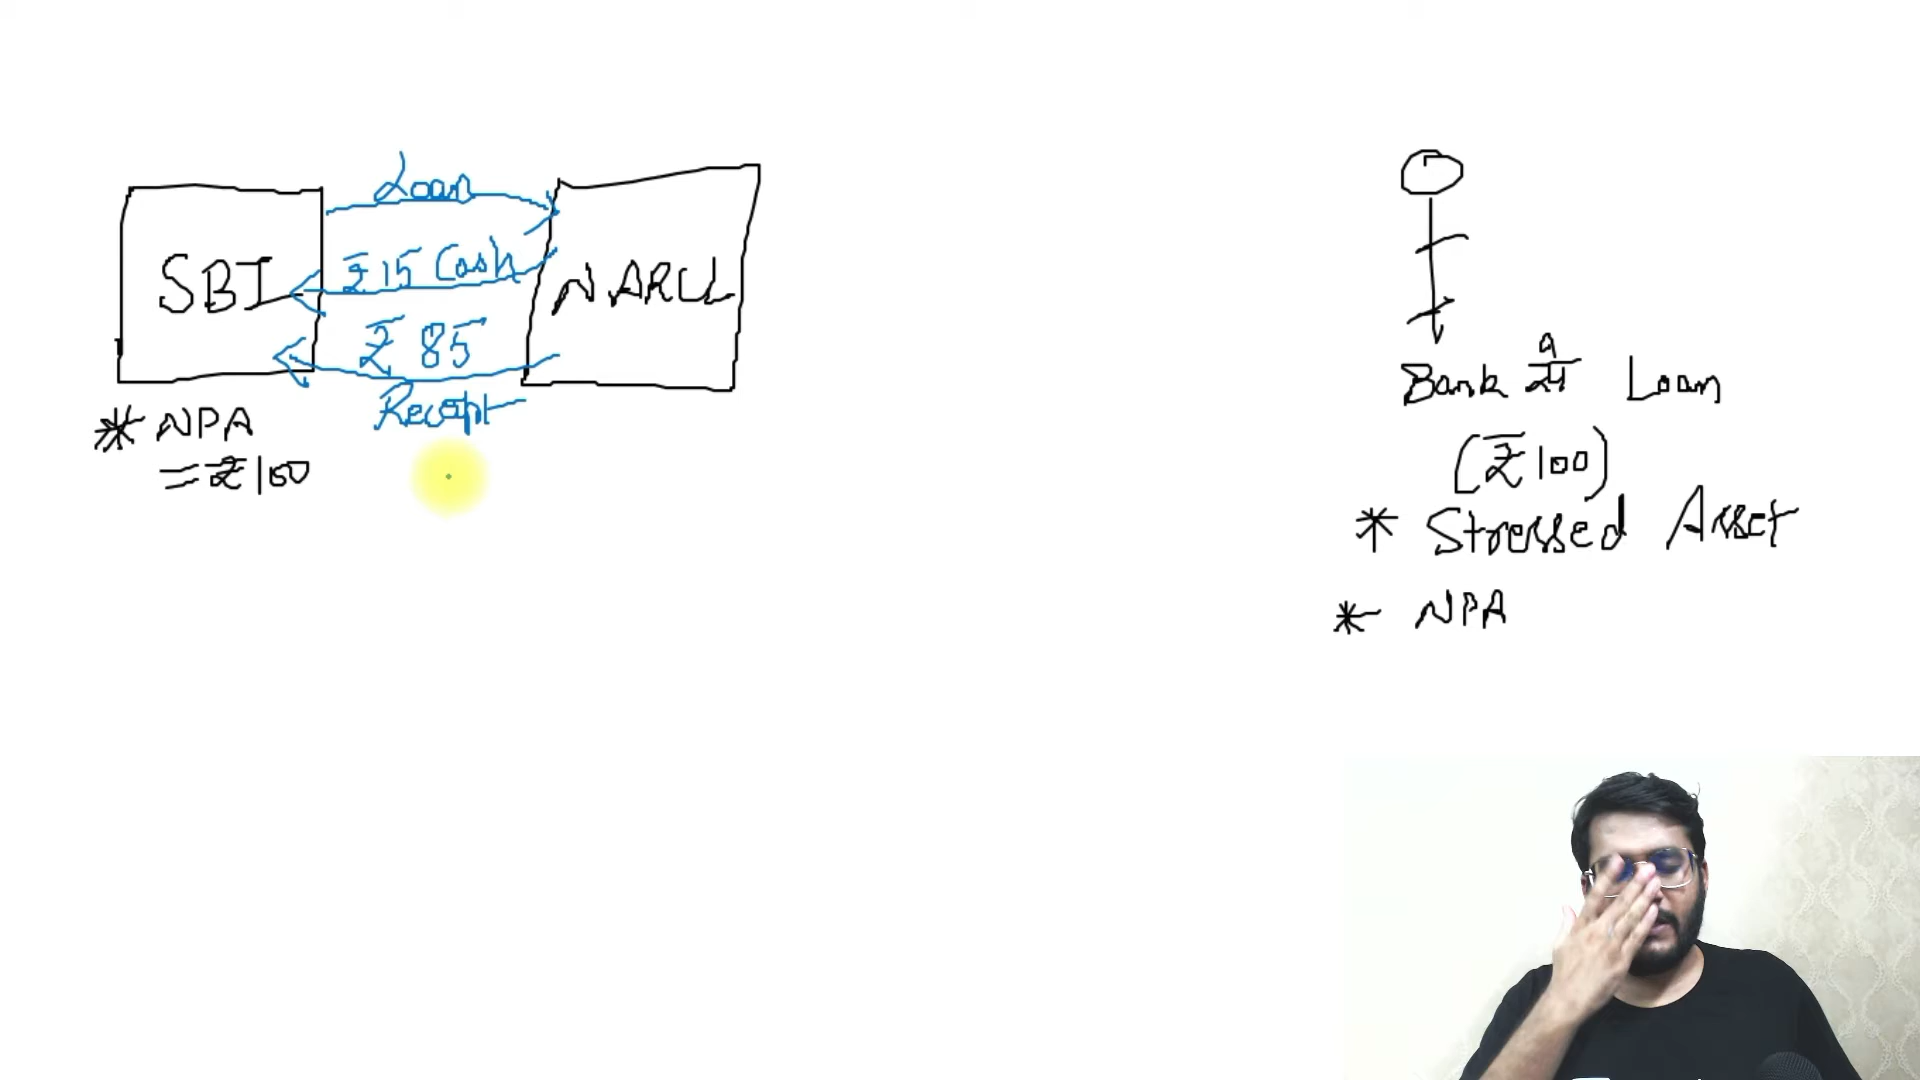 Loan
₹15 Cash
SBI
NARCL
₹ 85
Receipt
* NPA
= ₹100
Bank का Loan
(₹100)
* Stressed Asset
* NPA